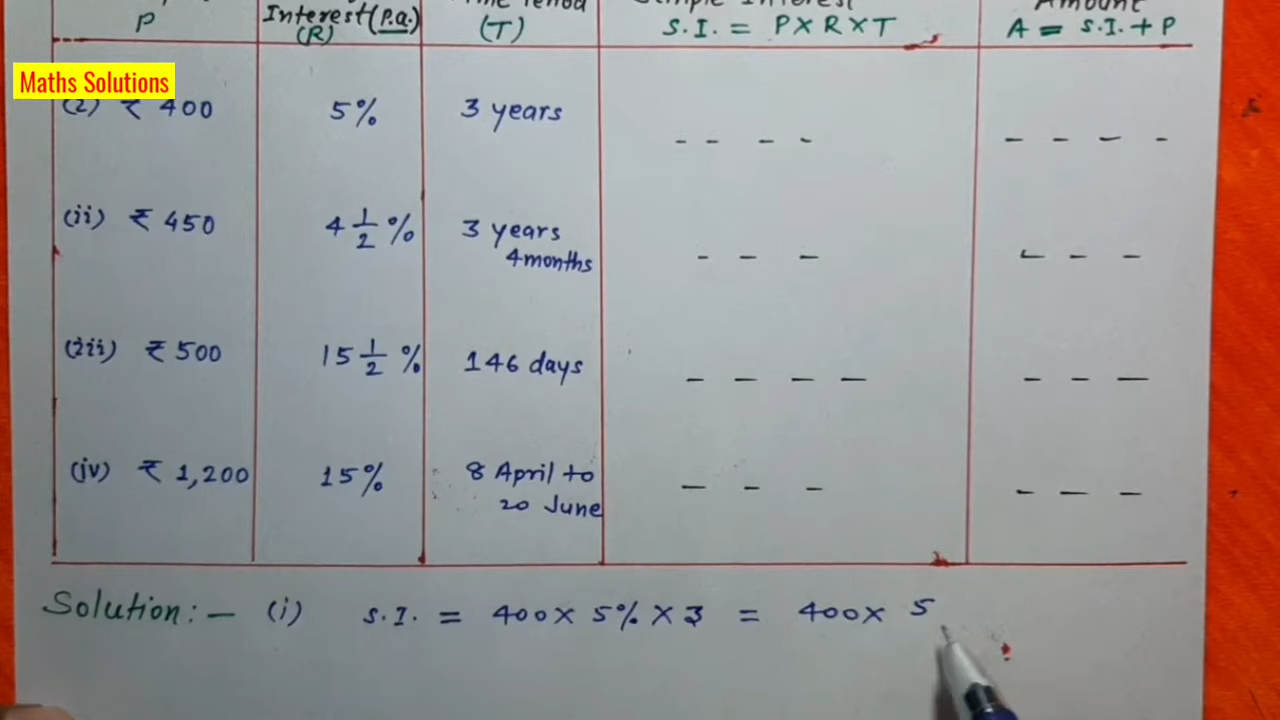 P
Interest (P.a.)
(R)
(T)
S.I. = P × R × T
Amount
A = S.I. + P
Maths Solutions
₹ 400
5%
3 years
(ii) ₹ 450
4 1/2 %
3 years
4 months
(iii) ₹ 500
15 1/2 %
146 days
(iv) ₹ 1,200
15%
8 April to
20 June
Solution:- (i) S.I. = 400 × 5% × 3 = 400 × 5